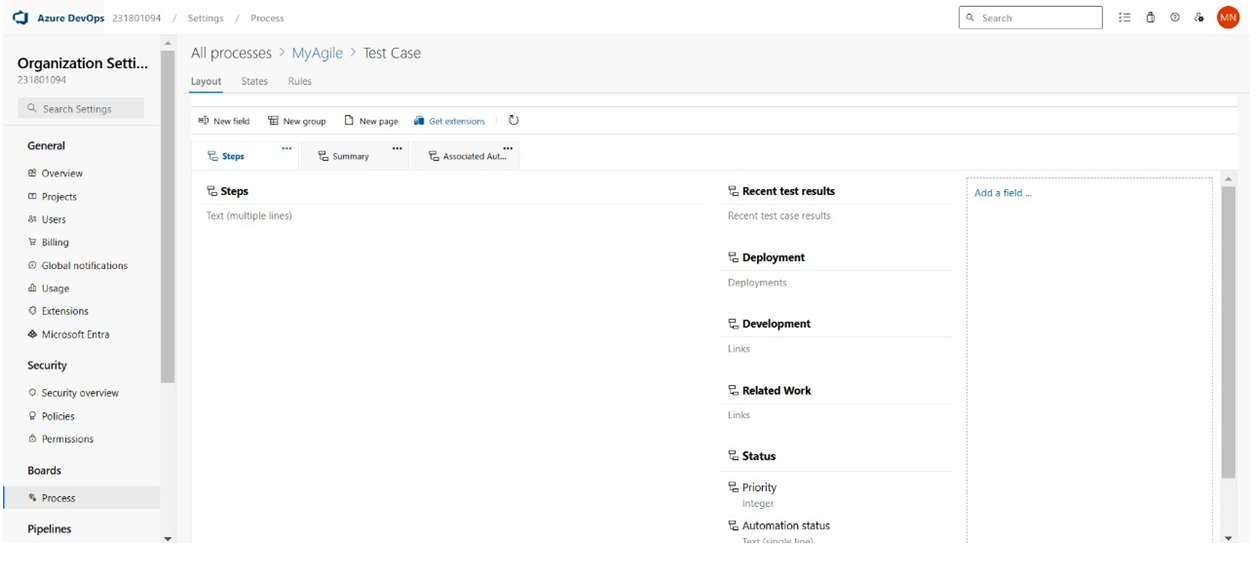 Azure DevOps 231801094 / Settings / Process
Search
MN
Organization Setti...
231801094
Search Settings
General
Overview
Projects
Users
Billing
Global notifications
Usage
Extensions
Microsoft Entra
Security
Security overview
Policies
Permissions
Boards
Process
Pipelines
All processes > MyAgile > Test Case
Layout States Rules
New field New group New page Get extensions
Steps ... Summary ... Associated Aut... ...
Steps
Text (multiple lines)
Recent test results
Recent test case results
Deployment
Deployments
Development
Links
Related Work
Links
Status
Priority
Integer
Automation status
Text (single line)
Add a field ...